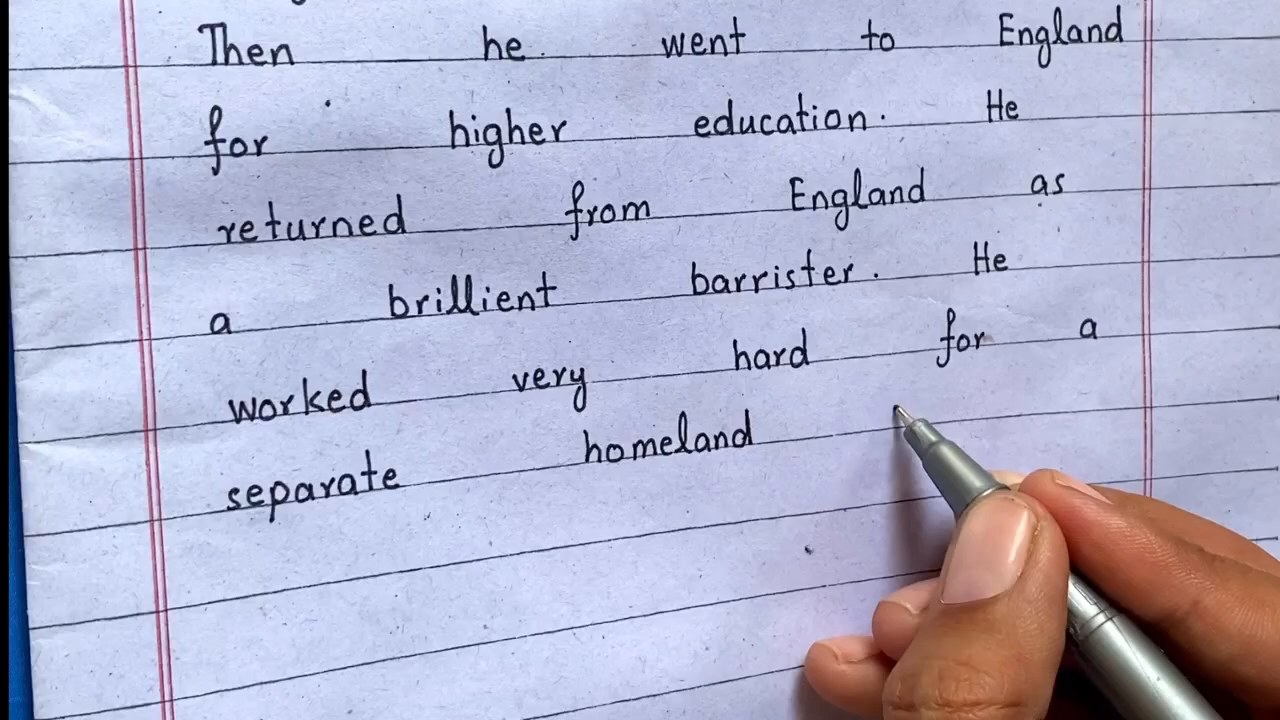 Then he went to England
for higher education. He
returned from England as
a brillient barrister. He
worked very hard for a
separate homeland